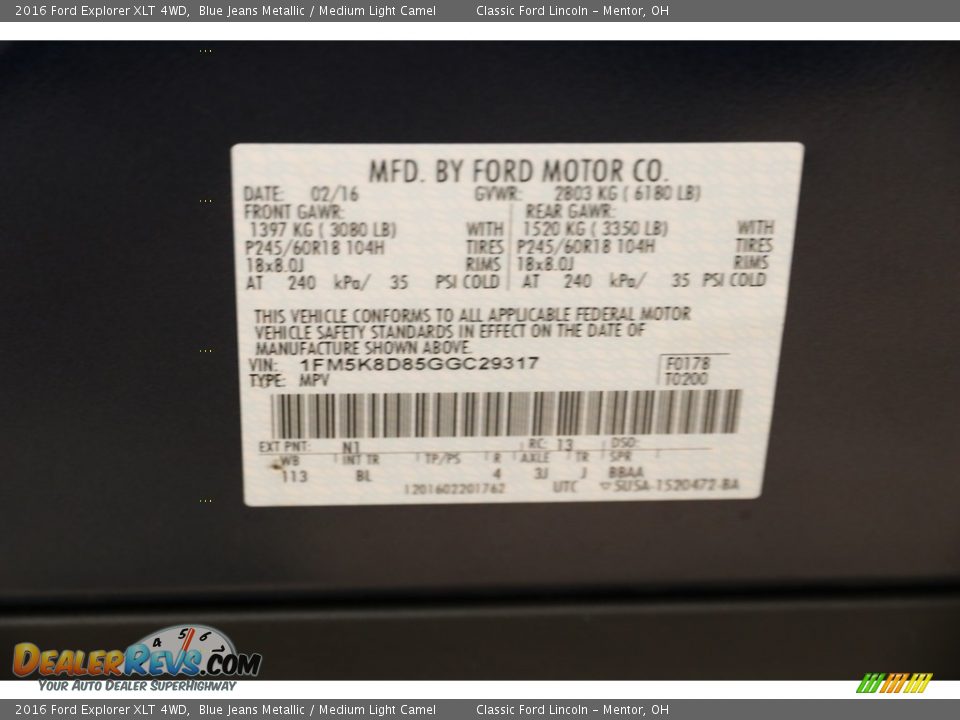 2016 Ford Explorer XLT 4WD, Blue Jeans Metallic / Medium Light Camel Classic Ford Lincoln - Mentor, OH
MFD. BY FORD MOTOR CO.
DATE: 02/16 GVWR: 2803 KG ( 6180 LB)
FRONT GAWR: REAR GAWR:
1397 KG ( 3080 LB) WITH 1520 KG ( 3350 LB) WITH
P245/60R18 104H TIRES P245/60R18 104H TIRES
18x8.0J RIMS 18x8.0J RIMS
AT 240 kPa/ 35 PSI COLD AT 240 kPa/ 35 PSI COLD
THIS VEHICLE CONFORMS TO ALL APPLICABLE FEDERAL MOTOR
VEHICLE SAFETY STANDARDS IN EFFECT ON THE DATE OF
MANUFACTURE SHOWN ABOVE.
VIN: 1FM5K8D85GGC29317 F0178
TYPE: MPV T0200
EXT PNT: N1 RC: 13 DSO:
WB INT TR TP/PS R AXLE TR SPR
113 BL 4 3J J BBAA
1201602201762 UTC ▽SUSA-1520472-BA
4 5 6
DEALERREVS.COM
YOUR AUTO DEALER SUPERHIGHWAY
2016 Ford Explorer XLT 4WD, Blue Jeans Metallic / Medium Light Camel Classic Ford Lincoln - Mentor, OH